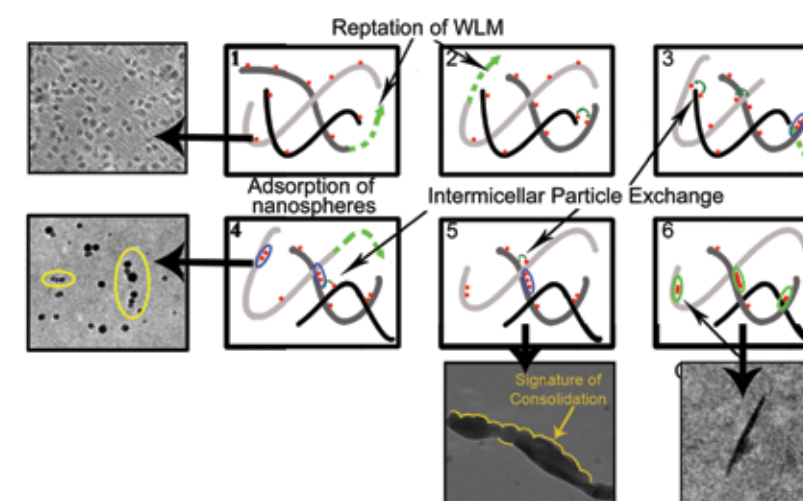 Reptation of WLM
1
2
3
Adsorption of
nanospheres
Intermicellar Particle Exchange
4
5
6
Signature of
Consolidation